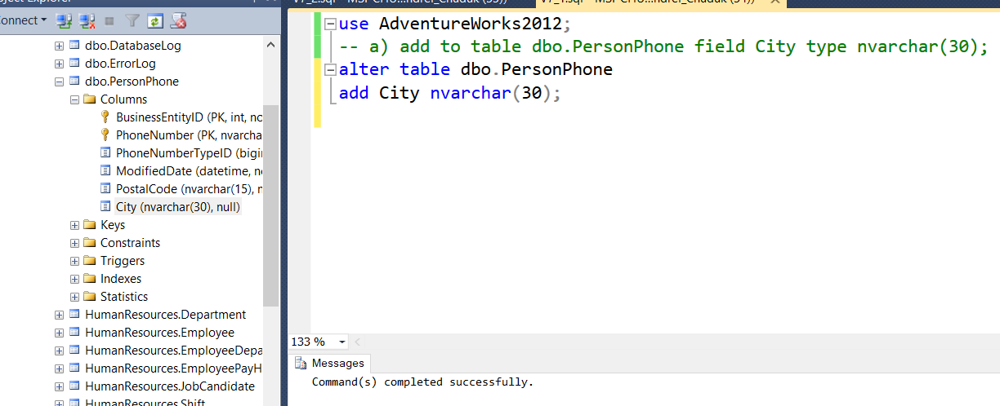 Connect
dbo.DatabaseLog
dbo.ErrorLog
dbo.PersonPhone
Columns
BusinessEntityID (PK, int, no
PhoneNumber (PK, nvarcha
PhoneNumberTypeID (bigi
ModifiedDate (datetime, n
PostalCode (nvarchar(15), n
City (nvarchar(30), null)
Keys
Constraints
Triggers
Indexes
Statistics
HumanResources.Department
HumanResources.Employee
HumanResources.EmployeeDepa
HumanResources.EmployeePayH
HumanResources.JobCandidate
HumanResources.Shift
use AdventureWorks2012;
-- a) add to table dbo.PersonPhone field City type nvarchar(30);
alter table dbo.PersonPhone
add City nvarchar(30);
133 %
Messages
Command(s) completed successfully.